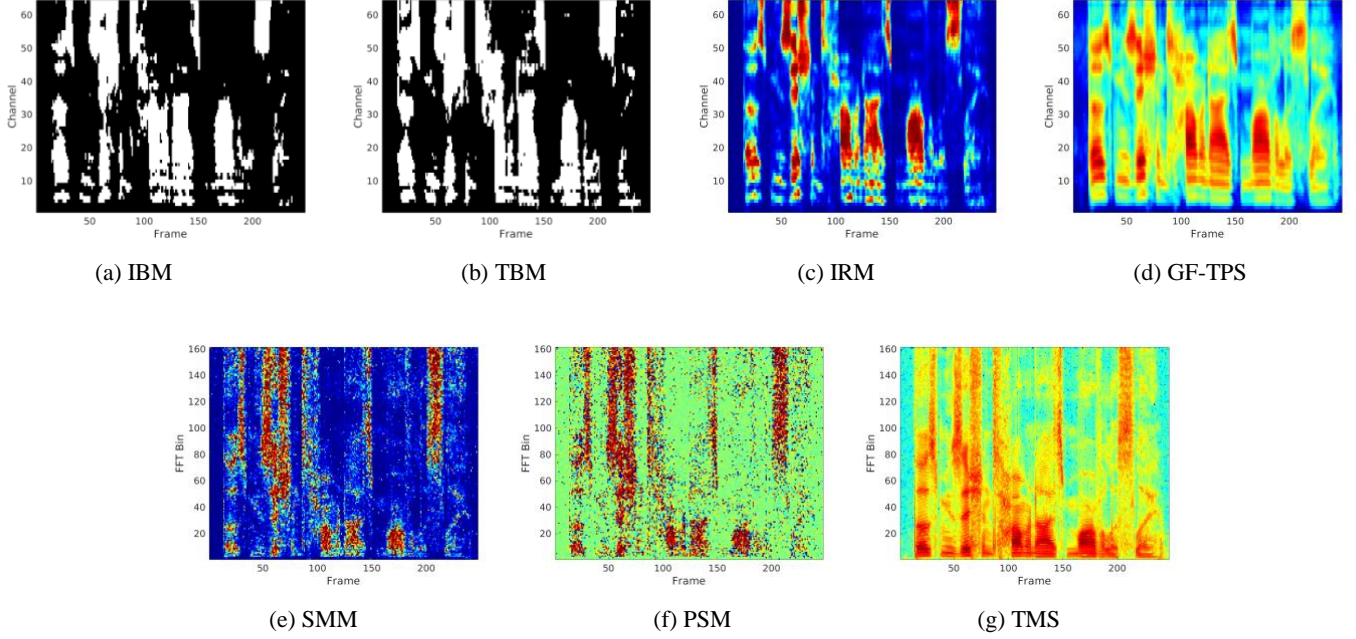 60
50
40
30
20
10
Channel
50 100 150 200
Frame
(a) IBM
60
50
40
30
20
10
Channel
50 100 150 200
Frame
(b) TBM
60
50
40
30
20
10
Channel
50 100 150 200
Frame
(c) IRM
60
50
40
30
20
10
Channel
50 100 150 200
Frame
(d) GF-TPS
160
140
120
100
80
60
40
20
FFT Bin
50 100 150 200
Frame
(e) SMM
160
140
120
100
80
60
40
20
FFT Bin
50 100 150 200
Frame
(f) PSM
160
140
120
100
80
60
40
20
FFT Bin
50 100 150 200
Frame
(g) TMS